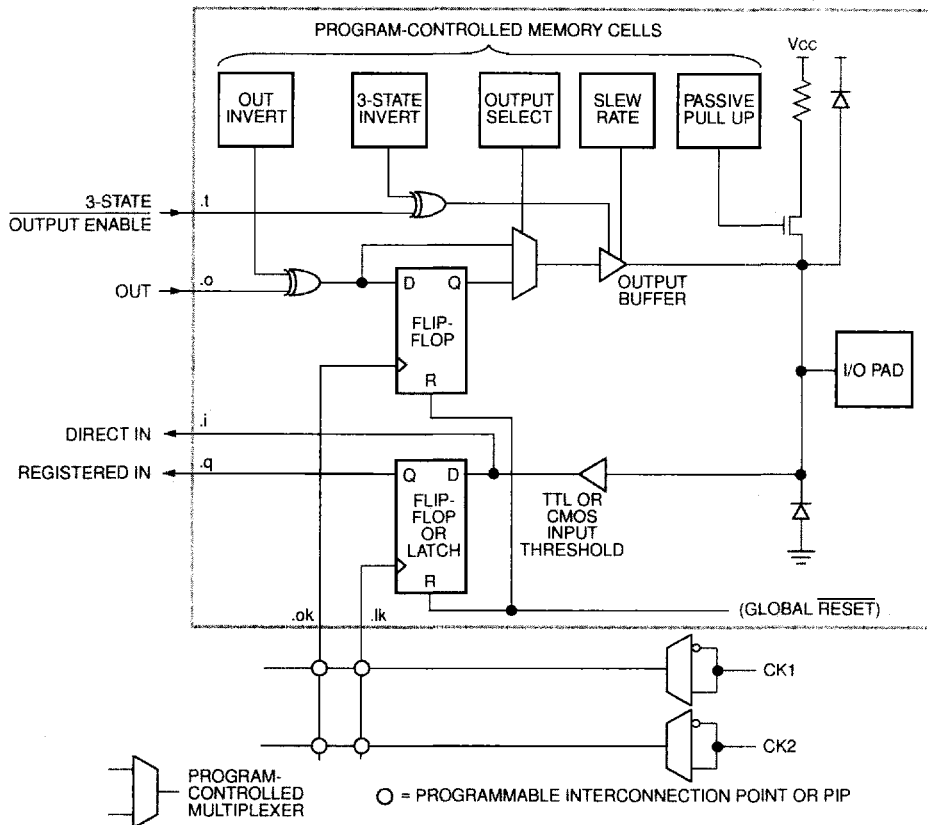 PROGRAM-CONTROLLED MEMORY CELLS
Vcc
OUT
INVERT
3-STATE
INVERT
OUTPUT
SELECT
SLEW
RATE
PASSIVE
PULL UP
3-STATE
OUTPUT ENABLE
.t
OUT
.o
D
Q
FLIP-
FLOP
R
OUTPUT
BUFFER
I/O PAD
DIRECT IN
.i
REGISTERED IN
.q
Q
D
FLIP-
FLOP
OR
LATCH
R
TTL OR
CMOS
INPUT
THRESHOLD
(GLOBAL RESET)
.ok
.lk
CK1
CK2
PROGRAM-
CONTROLLED
MULTIPLEXER
= PROGRAMMABLE INTERCONNECTION POINT OR PIP